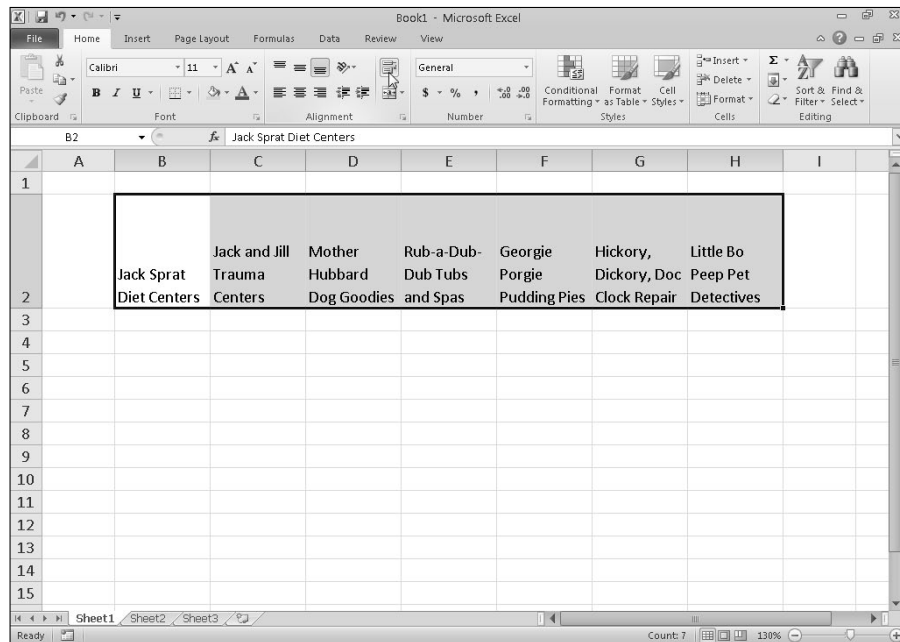 Book1 - Microsoft Excel
File Home Insert Page Layout Formulas Data Review View
Paste
Calibri 11 A A
B I U A
General
$ % , .0 .00 .00 .0
Conditional Formatting
Format as Table
Cell Styles
Insert
Delete
Format
Σ
Sort & Filter
Find & Select
Clipboard Font Alignment Number Styles Cells Editing
B2 fx Jack Sprat Diet Centers
A B C D E F G H I
1
2
Jack Sprat
Diet Centers
Jack and Jill
Trauma
Centers
Mother
Hubbard
Dog Goodies
Rub-a-Dub-
Dub Tubs
and Spas
Georgie
Porgie
Pudding Pies
Hickory,
Dickory, Doc
Clock Repair
Little Bo
Peep Pet
Detectives
3
4
5
6
7
8
9
10
11
12
13
14
15
Sheet1 Sheet2 Sheet3
Ready Count: 7 130%